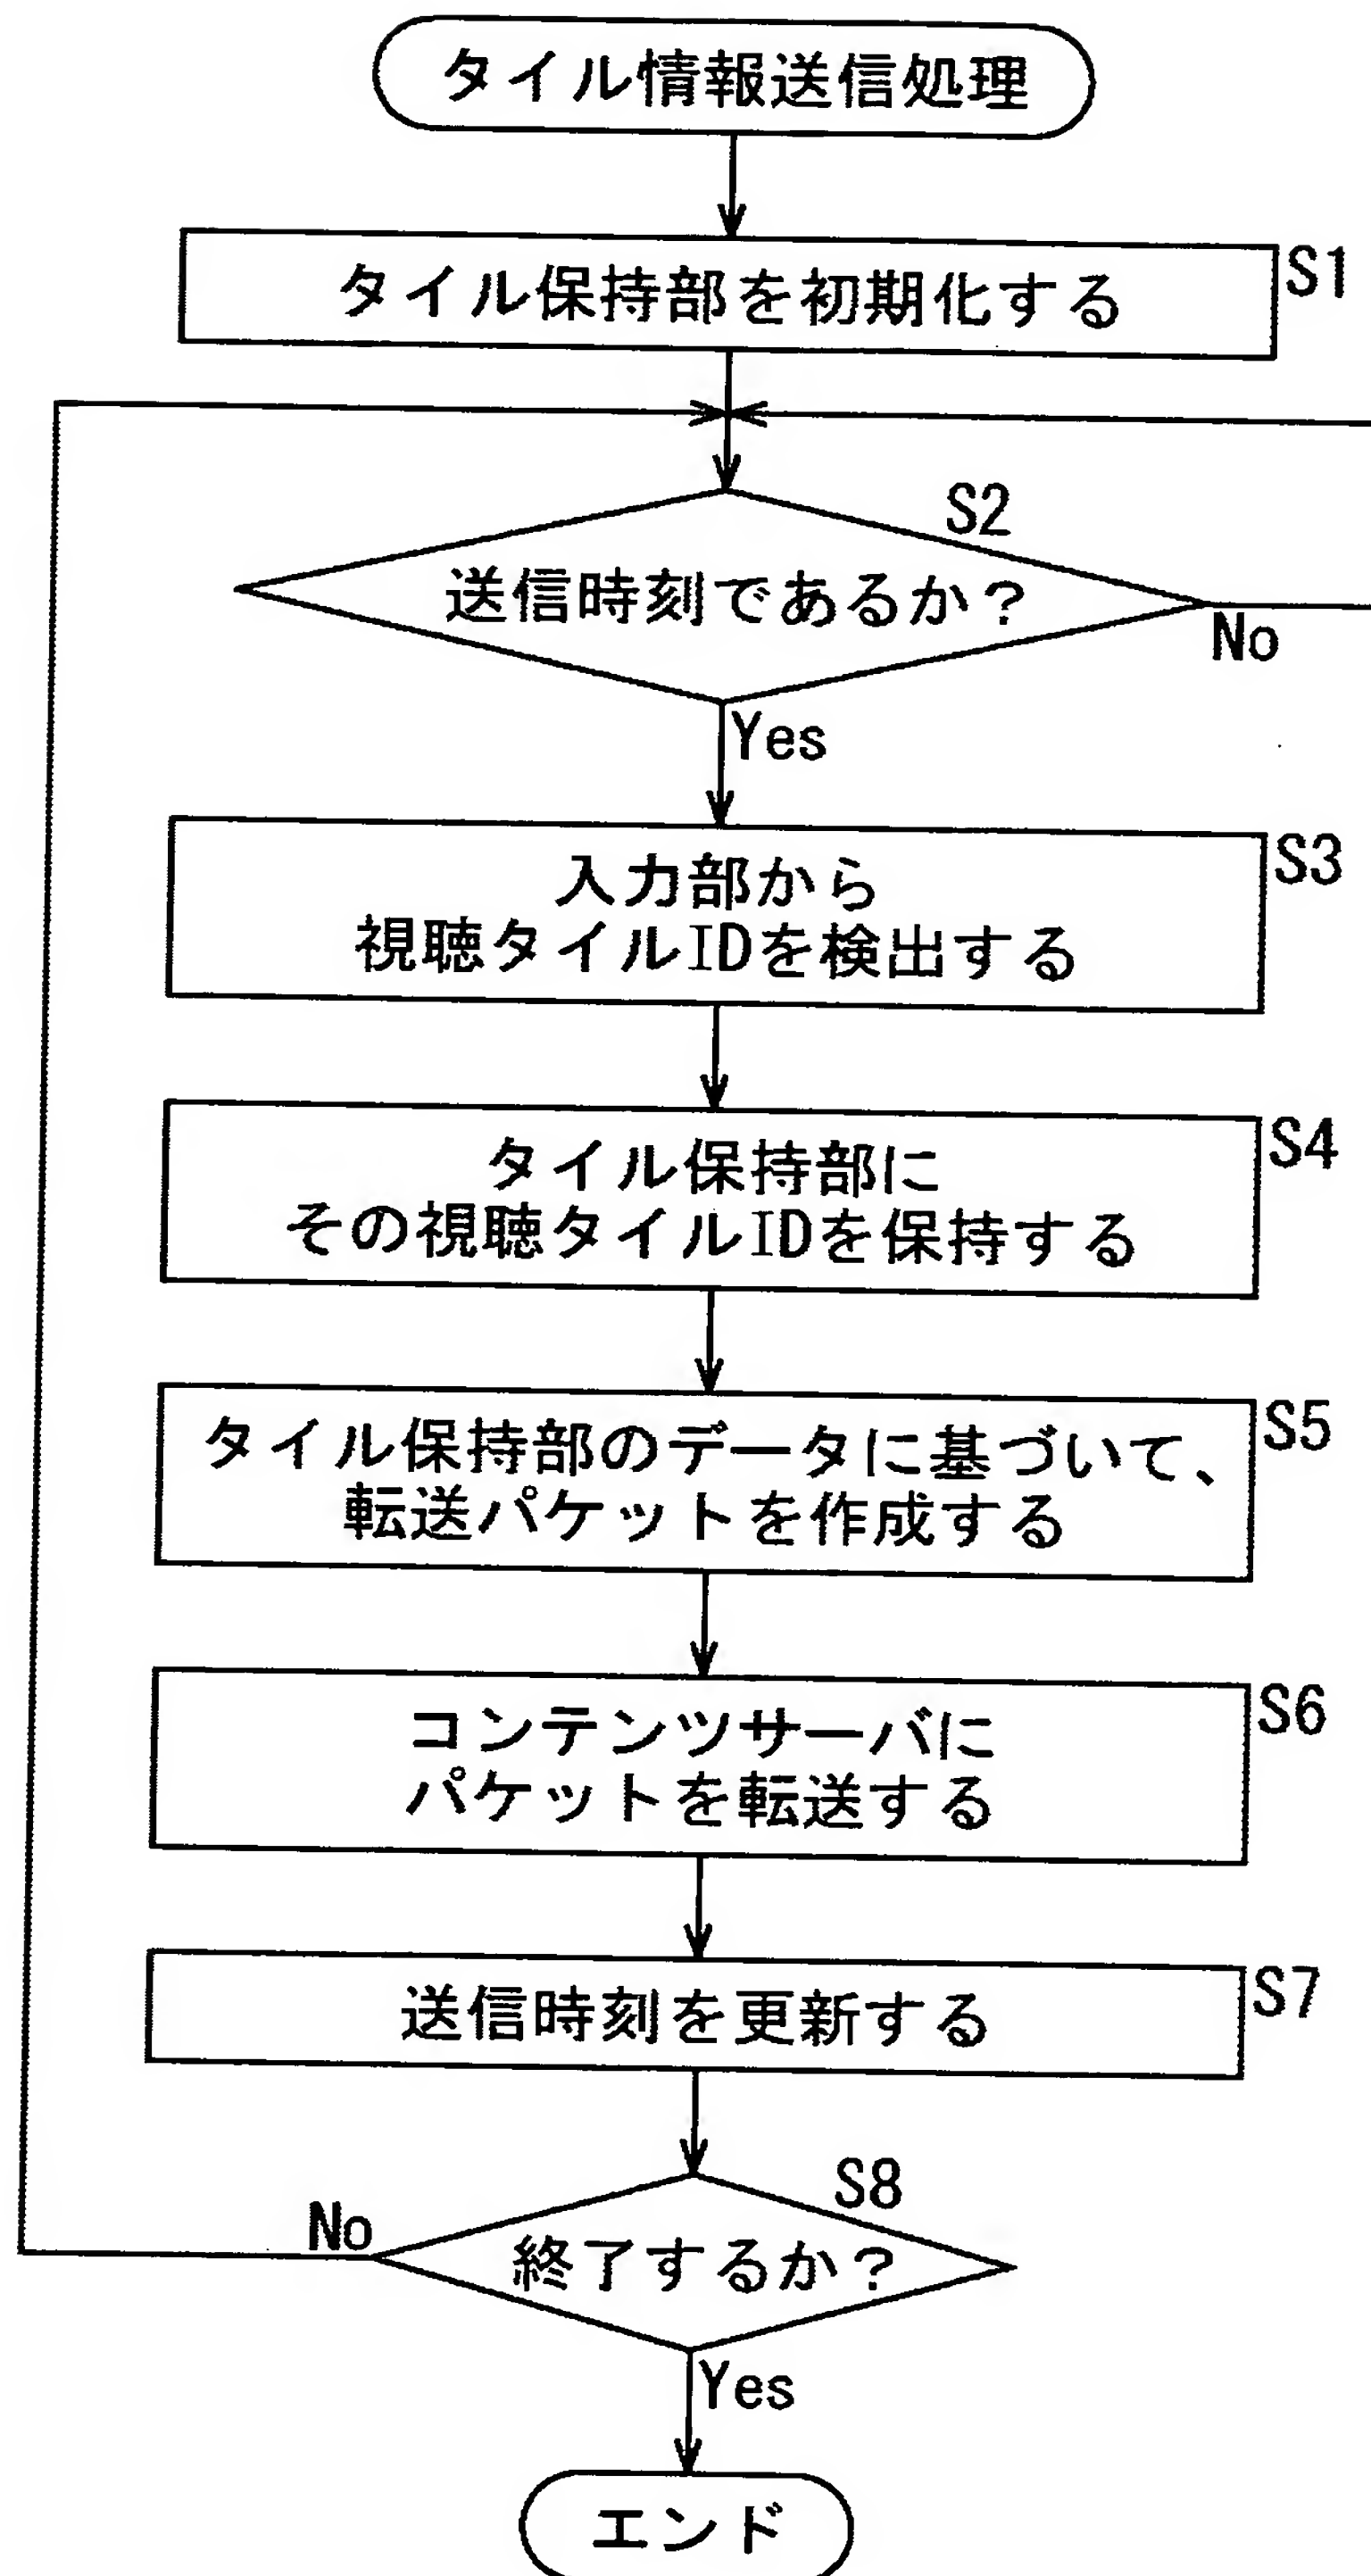 タイル情報送信処理
タイル保持部を初期化する
S1
S2
送信時刻であるか？
No
Yes
S3
入力部から
視聴タイルIDを検出する
S4
タイル保持部に
その視聴タイルIDを保持する
S5
タイル保持部のデータに基づいて、
転送パケットを作成する
S6
コンテンツサーバに
パケットを転送する
S7
送信時刻を更新する
S8
No
終了するか？
Yes
エンド